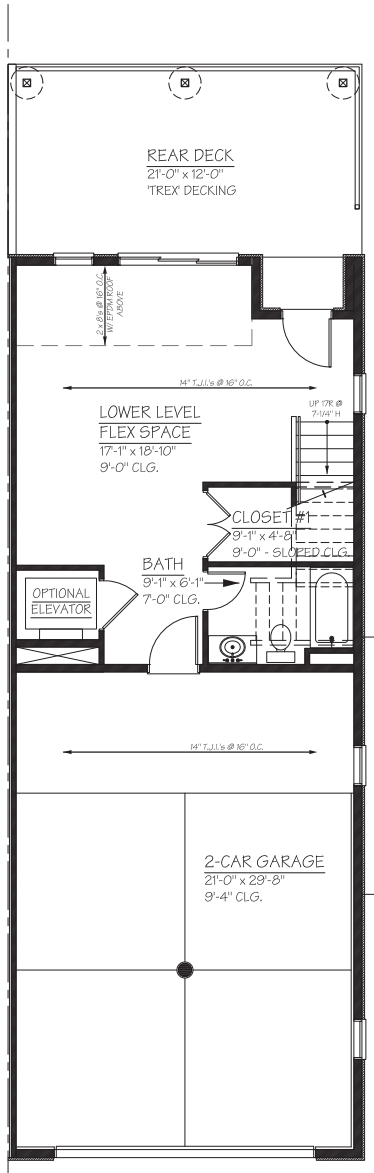 REAR DECK
21'-0" x 12'-0"
'TREX' DECKING
2 x 8's @ 16" O.C.
W/ EPDM ROOF
ABOVE
14" T.J.I.'s @ 16" O.C.
UP 17R @
7-1/4" H
LOWER LEVEL
FLEX SPACE
17'-1" x 18'-10"
9'-0" CLG.
CLOSET #1
9'-1" x 4'-8"
9'-0" - SLOPED CLG.
BATH
9'-1" x 6'-1"
7'-0" CLG.
OPTIONAL
ELEVATOR
14" T.J.I.'s @ 16" O.C.
2-CAR GARAGE
21'-0" x 29'-8"
9'-4" CLG.